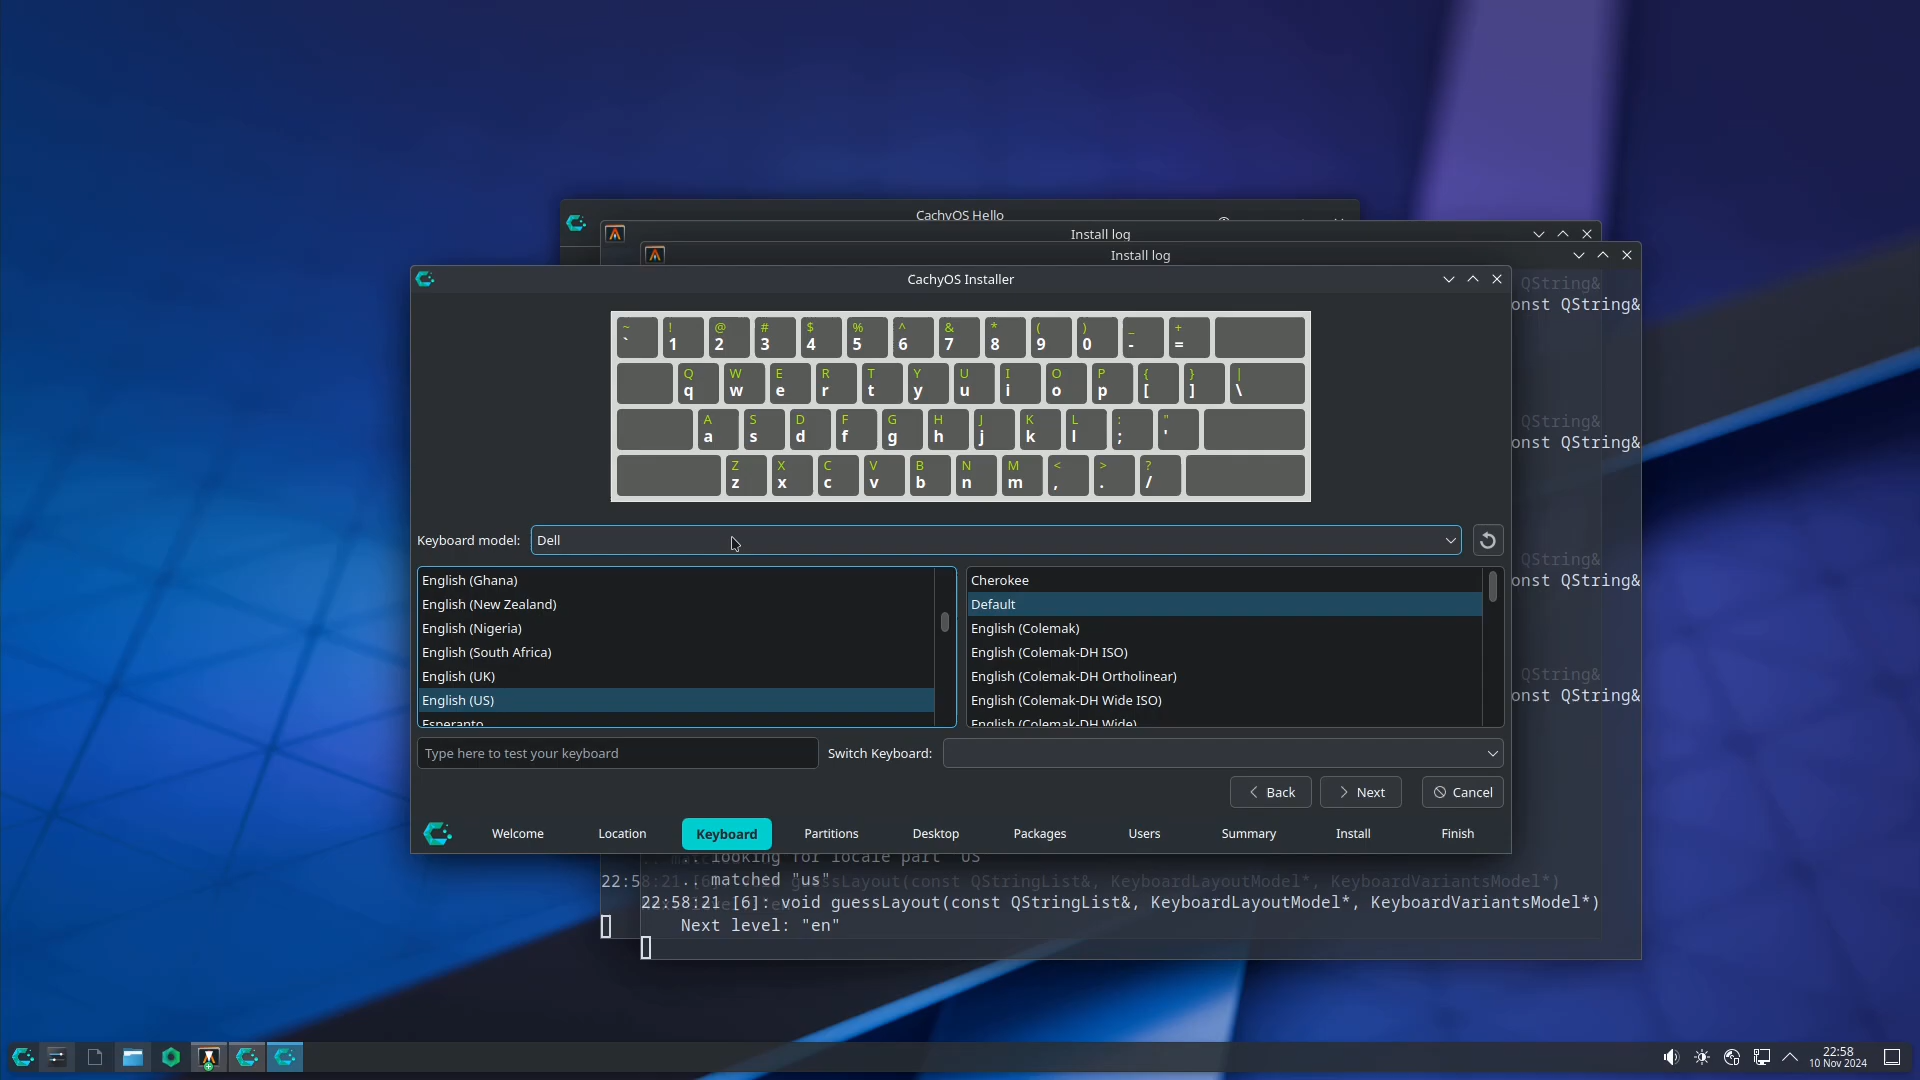 CachyOS Hello
Install log
Install log
CachyOS Installer
QString&
onst QString&
~ ! @ # $ % ^ & * ( ) _ +
` 1 2 3 4 5 6 7 8 9 0 - =
Q W E R T Y U I O P { } |
q w e r t y u i o p [ ] \
A S D F G H J K L : "
a s d f g h j k l ; '
Z X C V B N M < > ?
z x c v b n m , . /
QString&
onst QString&
Keyboard model: Dell
QString&
onst QString&
English (Ghana)
English (New Zealand)
English (Nigeria)
English (South Africa)
English (UK)
English (US)
Esperanto
Cherokee
Default
English (Colemak)
English (Colemak-DH ISO)
English (Colemak-DH Ortholinear)
English (Colemak-DH Wide ISO)
English (Colemak-DH Wide)
QString&
onst QString&
Type here to test your keyboard
Switch Keyboard:
Back
Next
Cancel
Welcome
Location
Keyboard
Partitions
Desktop
Packages
Users
Summary
Install
Finish
.. looking for locale part "US"
.. matched "us"
22:58:21 [6]: void guessLayout(const QStringList&, KeyboardLayoutModel*, KeyboardVariantsModel*)
Next level: "en"
22:58
10 Nov 2024